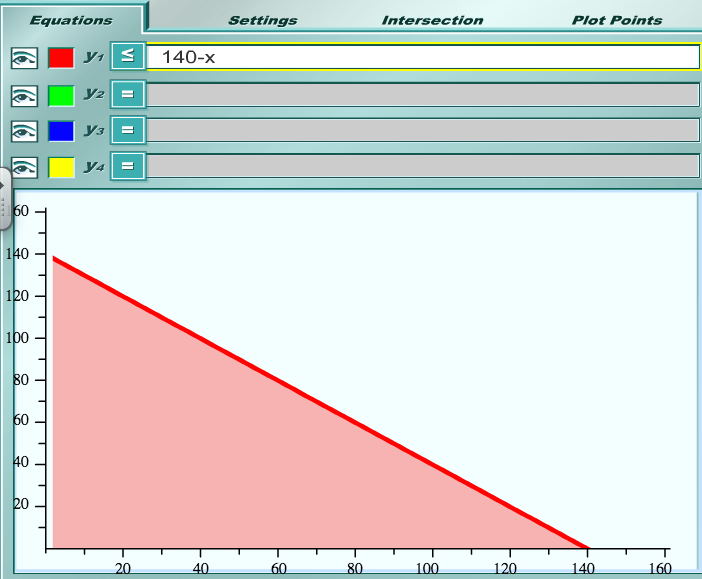 Equations Settings Intersection Plot Points
y1 ≤ 140-x
y2 =
y3 =
y4 =
60
140
120
100
80
60
40
20
20 40 60 80 100 120 140 160